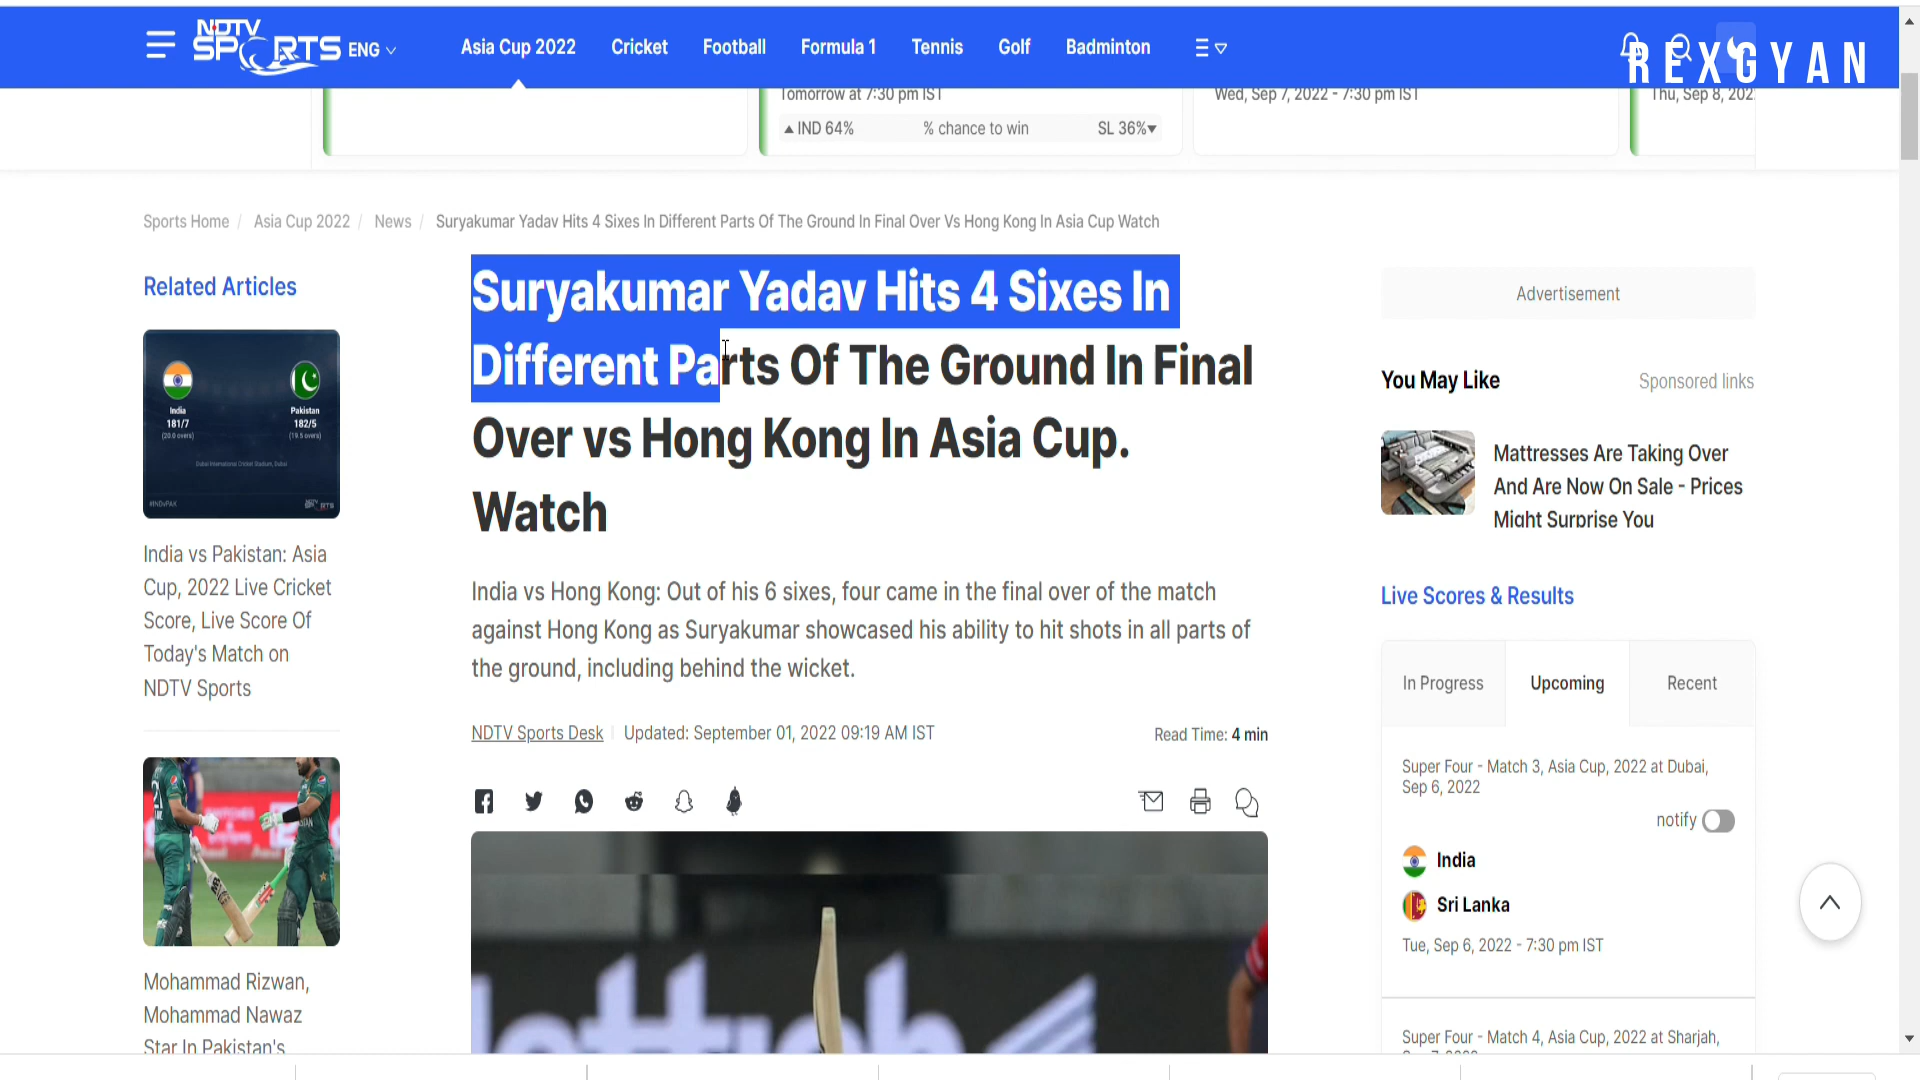 NDTV
SPORTS ENG
Asia Cup 2022 Cricket Football Formula 1 Tennis Golf Badminton
REXGYAN
Tomorrow at 7:30 pm IST
IND 64% % chance to win SL 36%
Wed, Sep 7, 2022 - 7:30 pm IST
Thu, Sep 8, 202
Sports Home / Asia Cup 2022 / News / Suryakumar Yadav Hits 4 Sixes In Different Parts Of The Ground In Final Over Vs Hong Kong In Asia Cup Watch
Related Articles
India
181/7
(20.0 overs)
Pakistan
182/5
(19.5 overs)
Dubai International Cricket Stadium, Dubai
#INDvPAK
India vs Pakistan: Asia
Cup, 2022 Live Cricket
Score, Live Score Of
Today's Match on
NDTV Sports
Mohammad Rizwan,
Mohammad Nawaz
Star In Pakistan's
Suryakumar Yadav Hits 4 Sixes In
Different Parts Of The Ground In Final
Over vs Hong Kong In Asia Cup.
Watch
India vs Hong Kong: Out of his 6 sixes, four came in the final over of the match
against Hong Kong as Suryakumar showcased his ability to hit shots in all parts of
the ground, including behind the wicket.
NDTV Sports Desk Updated: September 01, 2022 09:19 AM IST
Read Time: 4 min
Advertisement
You May Like Sponsored links
Mattresses Are Taking Over
And Are Now On Sale - Prices
Might Surprise You
Live Scores & Results
In Progress Upcoming Recent
Super Four - Match 3, Asia Cup, 2022 at Dubai,
Sep 6, 2022
notify
India
Sri Lanka
Tue, Sep 6, 2022 - 7:30 pm IST
Super Four - Match 4, Asia Cup, 2022 at Sharjah,